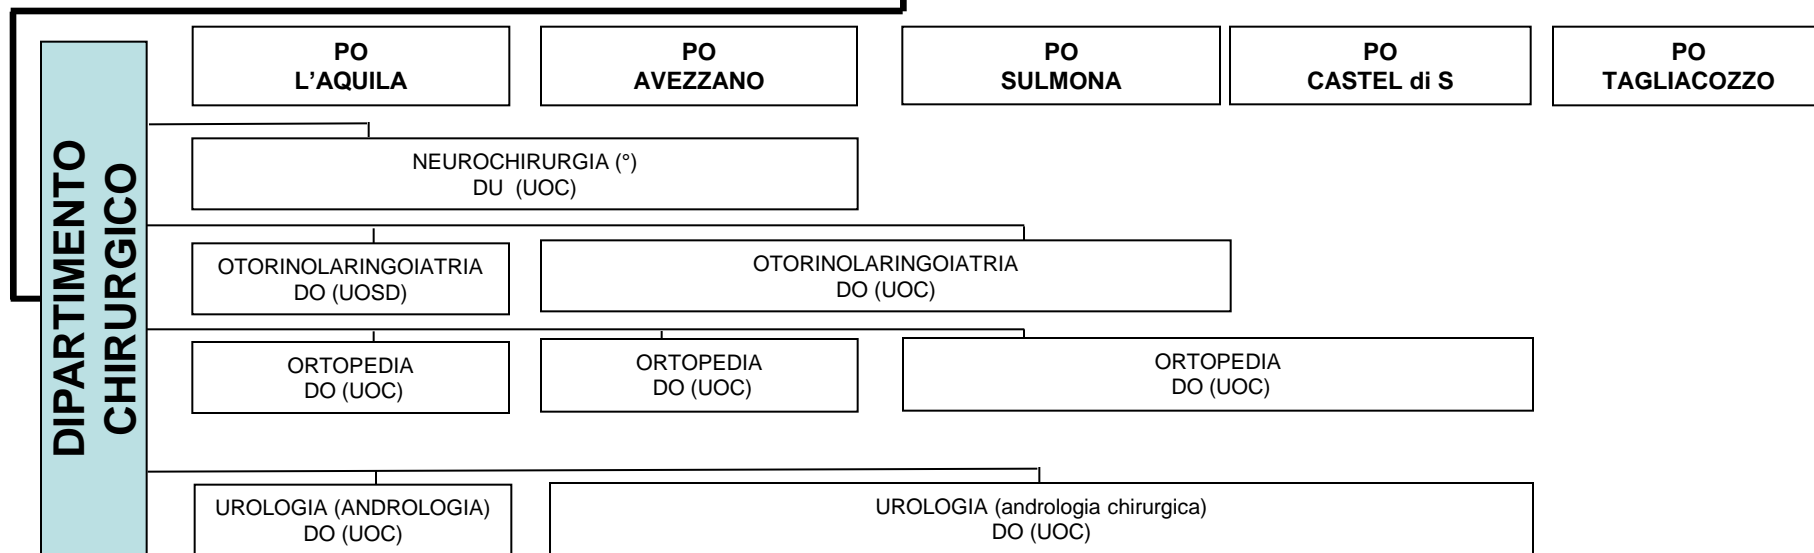 PO
L'AQUILA
PO
AVEZZANO
PO
SULMONA
PO
CASTEL di S
PO
TAGLIACOZZO
DIPARTIMENTO
CHIRURGICO
NEUROCHIRURGIA (°)
DU (UOC)
OTORINOLARINGOIATRIA
DO (UOSD)
OTORINOLARINGOIATRIA
DO (UOC)
ORTOPEDIA
DO (UOC)
ORTOPEDIA
DO (UOC)
ORTOPEDIA
DO (UOC)
UROLOGIA (ANDROLOGIA)
DO (UOC)
UROLOGIA (andrologia chirurgica)
DO (UOC)